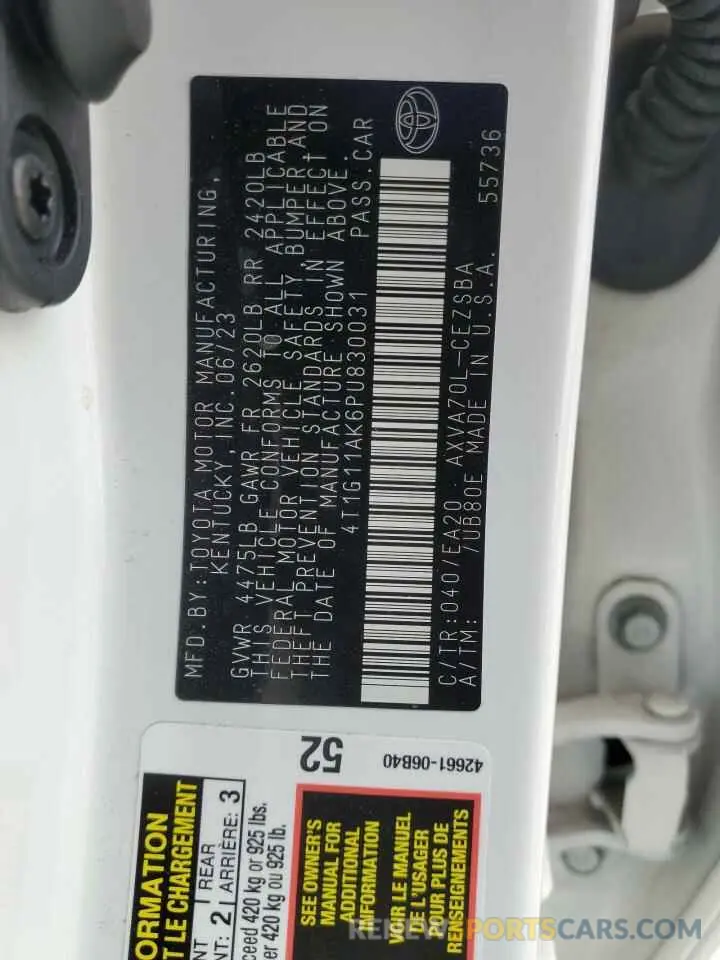 MFD. BY: TOYOTA MOTOR MANUFACTURING,
KENTUCKY, INC. 06/23
GVWR 4475LB GAWR FR 2620LB RR 2420LB
THIS VEHICLE CONFORMS TO ALL APPLICABLE
FEDERAL MOTOR VEHICLE SAFETY, BUMPER, AND
THEFT PREVENTION STANDARDS IN EFFECT ON
THE DATE OF MANUFACTURE SHOWN ABOVE.
4T1G11AK6PU830031 PASS. CAR
C/TR: 040/EA20 AXVA70L-CEZSBA
A/TM: /UB80E MADE IN U.S.A. 55736
52
42661-06B40
ORMATION
T LE CHARGEMENT
NT 2 REAR 3
NT: ARRIÈRE:
ceed 420 kg or 925 lbs.
er 420 kg ou 925 lb.
SEE OWNER'S
MANUAL FOR
ADDITIONAL
INFORMATION
VOIR LE MANUEL
DE L'USAGER
POUR PLUS DE
RENSEIGNEMENTS
RENEWSPORTSCARS.COM